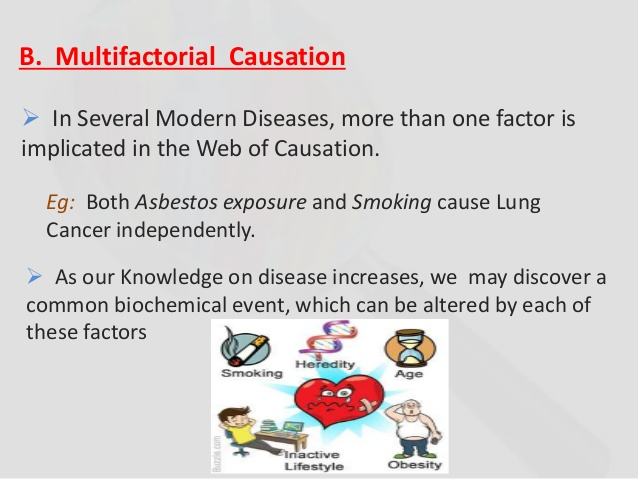 B. Multifactorial Causation
➢ In Several Modern Diseases, more than one factor is
implicated in the Web of Causation.
Eg: Both Asbestos exposure and Smoking cause Lung
Cancer independently.
➢ As our Knowledge on disease increases, we may discover a
common biochemical event, which can be altered by each of
these factors
Smoking
Heredity
Age
Inactive
Lifestyle
Obesity
Buzzle.com